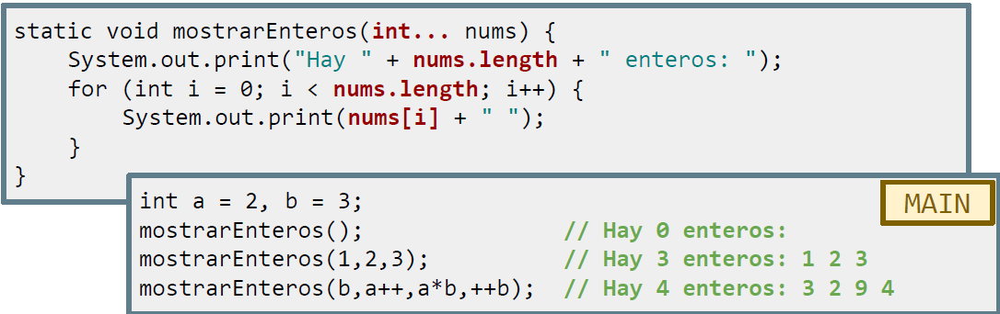 static void mostrarEnteros(int... nums) {
    System.out.print("Hay " + nums.length + " enteros: ");
    for (int i = 0; i < nums.length; i++) {
        System.out.print(nums[i] + " ");
    }
}
MAIN
int a = 2, b = 3;
mostrarEnteros();               // Hay 0 enteros:
mostrarEnteros(1,2,3);          // Hay 3 enteros: 1 2 3
mostrarEnteros(b,a++,a*b,++b);  // Hay 4 enteros: 3 2 9 4